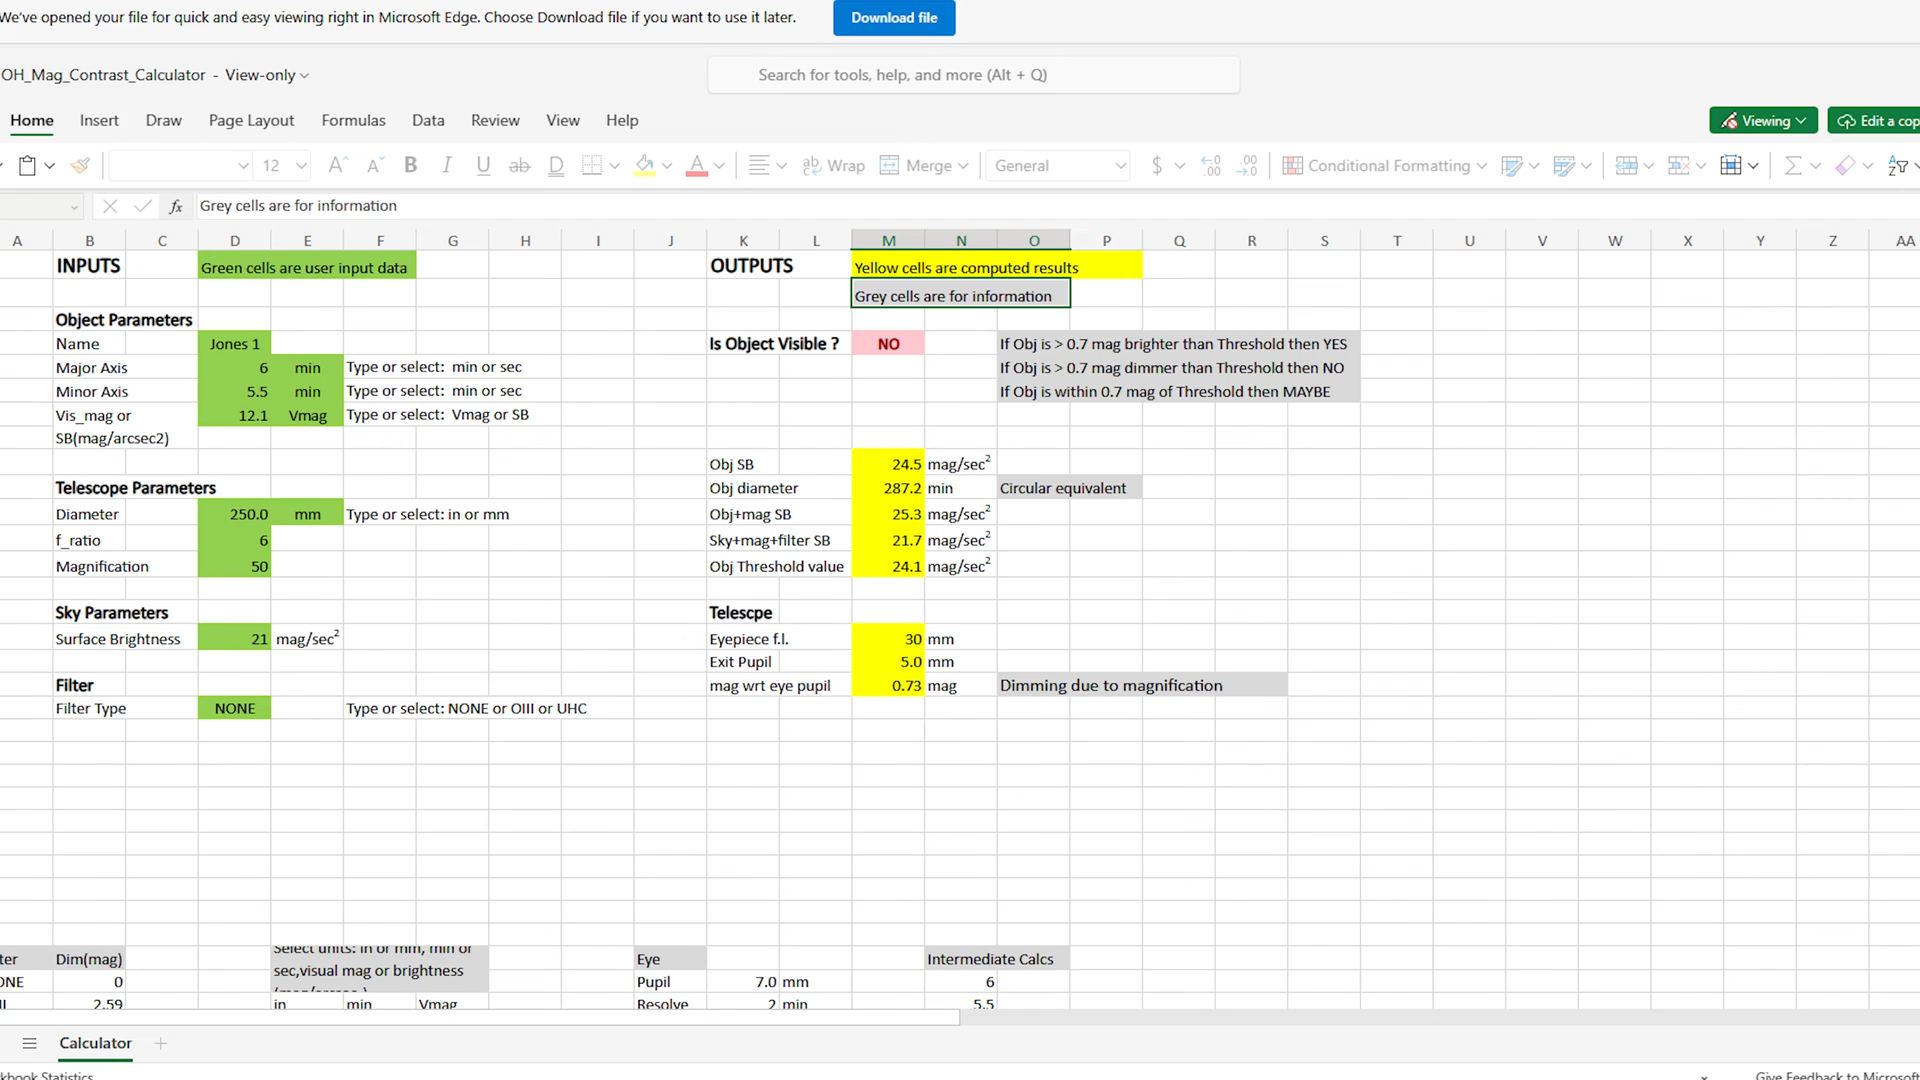 We've opened your file for quick and easy viewing right in Microsoft Edge. Choose Download file if you want to use it later. Download file
OH_Mag_Contrast_Calculator - View-only
Search for tools, help, and more (Alt + Q)
Home Insert Draw Page Layout Formulas Data Review View Help Viewing Edit a cop
12 A A B I U ab D A ab Wrap Merge General $ .00 Conditional Formatting
fx Grey cells are for information
A B C D E F G H I J K L M N O P Q R S T U V W X Y Z AA
INPUTS Green cells are user input data OUTPUTS Yellow cells are computed results
Grey cells are for information
Object Parameters
Name Jones 1 Is Object Visible ? NO If Obj is > 0.7 mag brighter than Threshold then YES
Major Axis 6 min Type or select: min or sec If Obj is > 0.7 mag dimmer than Threshold then NO
Minor Axis 5.5 min Type or select: min or sec If Obj is within 0.7 mag of Threshold then MAYBE
Vis_mag or 12.1 Vmag Type or select: Vmag or SB
SB(mag/arcsec2)
Obj SB 24.5 mag/sec2
Telescope Parameters Obj diameter 287.2 min Circular equivalent
Diameter 250.0 mm Type or select: in or mm Obj+mag SB 25.3 mag/sec2
f_ratio 6 Sky+mag+filter SB 21.7 mag/sec2
Magnification 50 Obj Threshold value 24.1 mag/sec2
Sky Parameters Telescpe
Surface Brightness 21 mag/sec2 Eyepiece f.l. 30 mm
Exit Pupil 5.0 mm
Filter mag wrt eye pupil 0.73 mag Dimming due to magnification
Filter Type NONE Type or select: NONE or OIII or UHC
Select units: in or mm, min or
ter Dim(mag) sec,visual mag or brightness Eye Intermediate Calcs
ONE 0 Pupil 7.0 mm 6
II 2.59 in min Vmag Resolve 2 min 5.5
Calculator
kbook Statistics Give Feedback to Microsoft